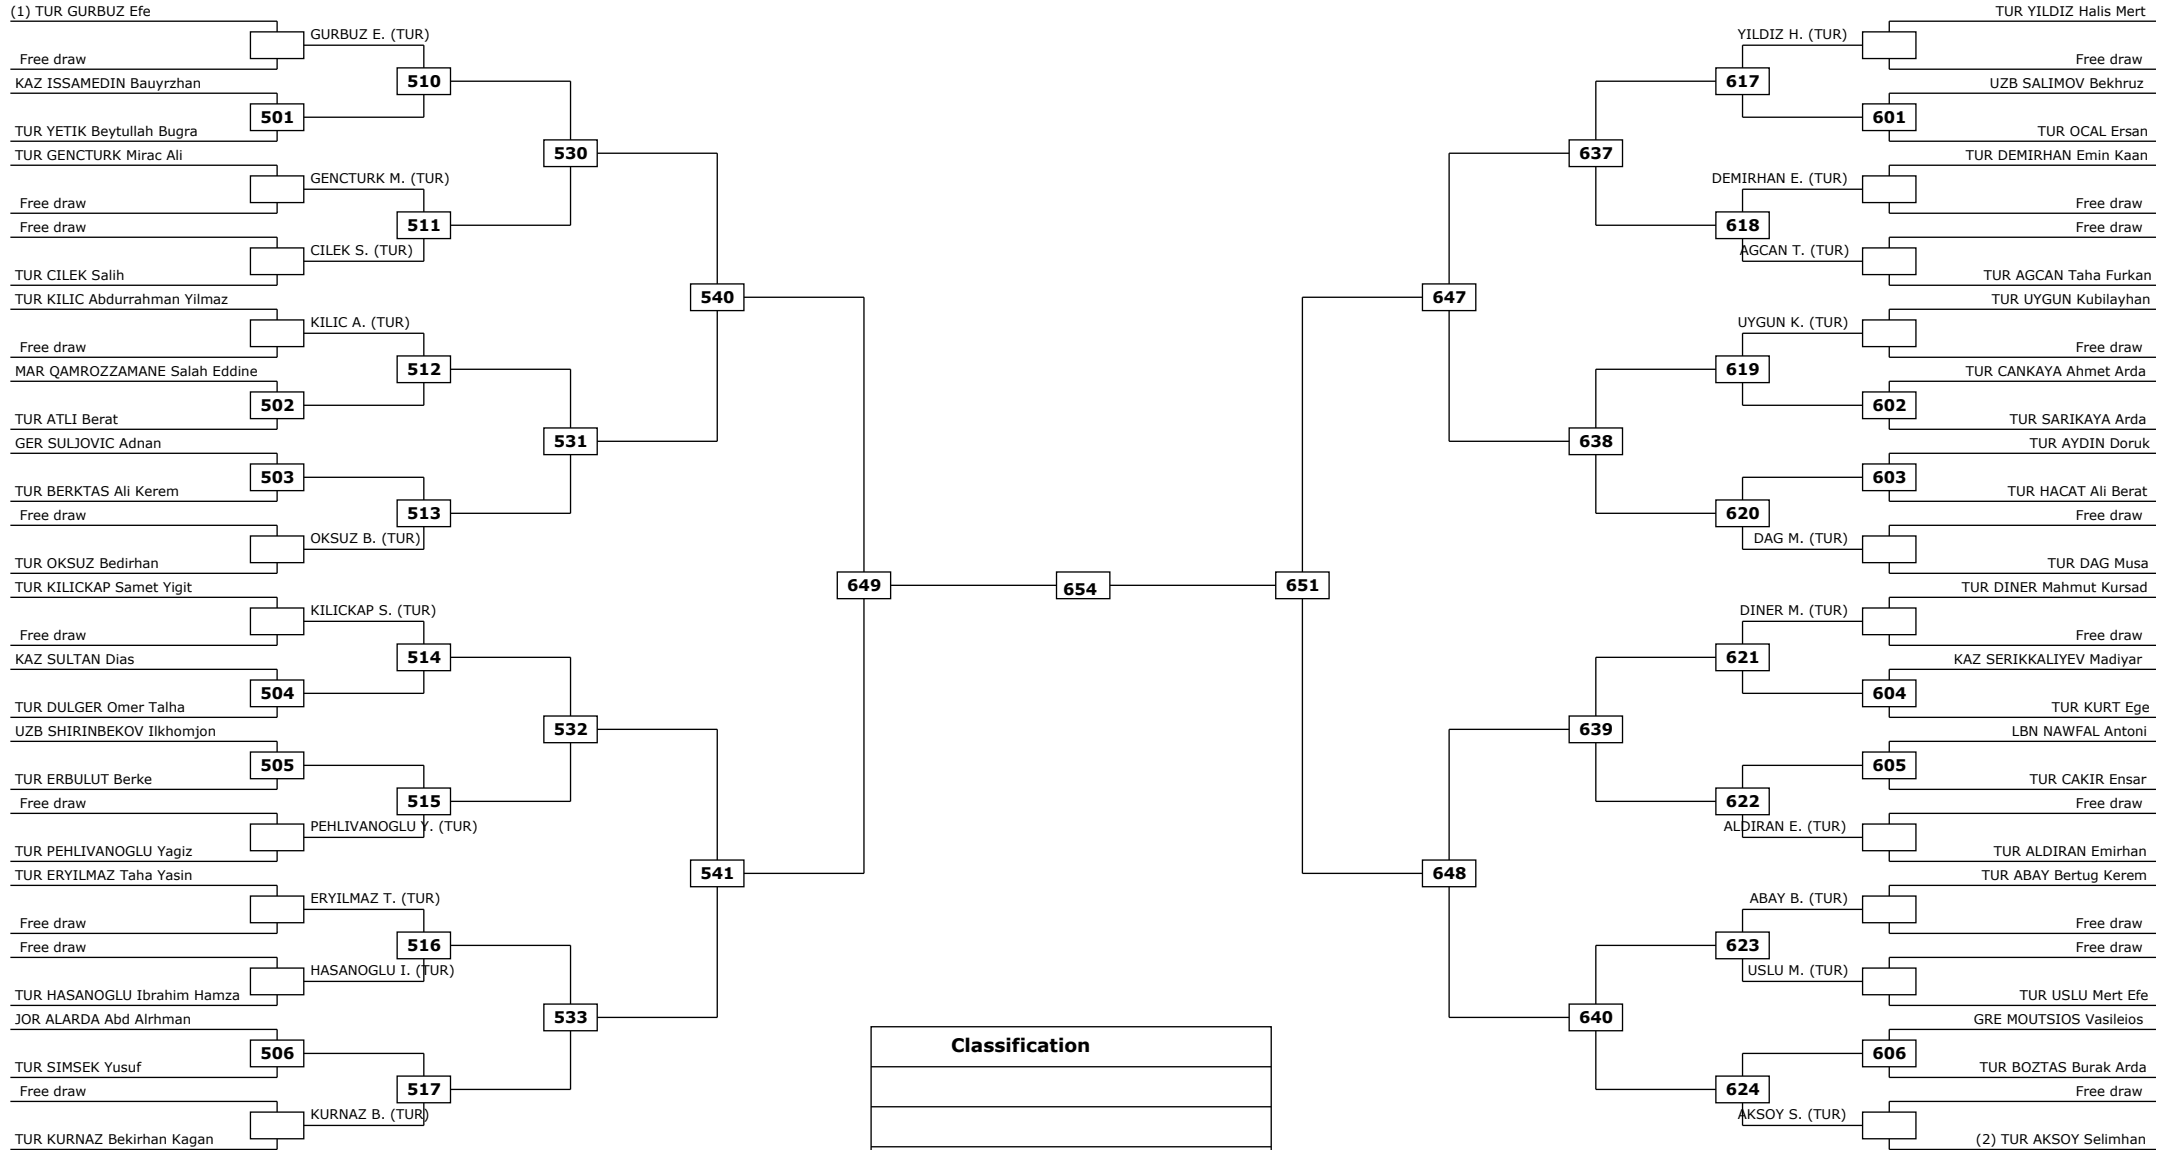 (1) TUR GURBUZ Efe
GURBUZ E. (TUR)
Free draw
510
KAZ ISSAMEDIN Bauyrzhan
501
TUR YETIK Beytullah Bugra
530
TUR GENCTURK Mirac Ali
GENCTURK M. (TUR)
Free draw
511
Free draw
CILEK S. (TUR)
TUR CILEK Salih
540
TUR KILIC Abdurrahman Yilmaz
KILIC A. (TUR)
Free draw
512
MAR QAMROZZAMANE Salah Eddine
502
TUR ATLI Berat
531
GER SULJOVIC Adnan
503
TUR BERKTAS Ali Kerem
513
Free draw
OKSUZ B. (TUR)
TUR OKSUZ Bedirhan
649
TUR KILICKAP Samet Yigit
KILICKAP S. (TUR)
Free draw
514
KAZ SULTAN Dias
504
TUR DULGER Omer Talha
532
UZB SHIRINBEKOV Ilkhomjon
505
TUR ERBULUT Berke
515
Free draw
PEHLIVANOGLU Y. (TUR)
TUR PEHLIVANOGLU Yagiz
541
TUR ERYILMAZ Taha Yasin
ERYILMAZ T. (TUR)
Free draw
516
Free draw
HASANOGLU I. (TUR)
TUR HASANOGLU Ibrahim Hamza
533
JOR ALARDA Abd Alrhman
506
TUR SIMSEK Yusuf
517
Free draw
KURNAZ B. (TUR)
TUR KURNAZ Bekirhan Kagan
654
Classification
TUR YILDIZ Halis Mert
YILDIZ H. (TUR)
Free draw
617
UZB SALIMOV Bekhruz
601
TUR OCAL Ersan
637
TUR DEMIRHAN Emin Kaan
DEMIRHAN E. (TUR)
Free draw
618
Free draw
AGCAN T. (TUR)
TUR AGCAN Taha Furkan
647
TUR UYGUN Kubilayhan
UYGUN K. (TUR)
Free draw
619
TUR CANKAYA Ahmet Arda
602
TUR SARIKAYA Arda
638
TUR AYDIN Doruk
603
TUR HACAT Ali Berat
620
Free draw
DAG M. (TUR)
TUR DAG Musa
651
TUR DINER Mahmut Kursad
DINER M. (TUR)
Free draw
621
KAZ SERIKKALIYEV Madiyar
604
TUR KURT Ege
639
LBN NAWFAL Antoni
605
TUR CAKIR Ensar
622
Free draw
ALDIRAN E. (TUR)
TUR ALDIRAN Emirhan
648
TUR ABAY Bertug Kerem
ABAY B. (TUR)
Free draw
623
Free draw
USLU M. (TUR)
TUR USLU Mert Efe
640
GRE MOUTSIOS Vasileios
606
TUR BOZTAS Burak Arda
624
Free draw
AKSOY S. (TUR)
(2) TUR AKSOY Selimhan